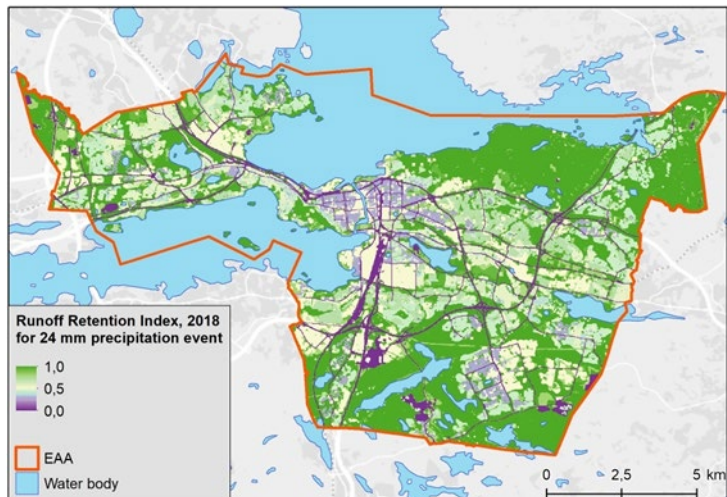 Runoff Retention Index, 2018
for 24 mm precipitation event
1,0
0,5
0,0
EAA
Water body
0 2,5 5 km